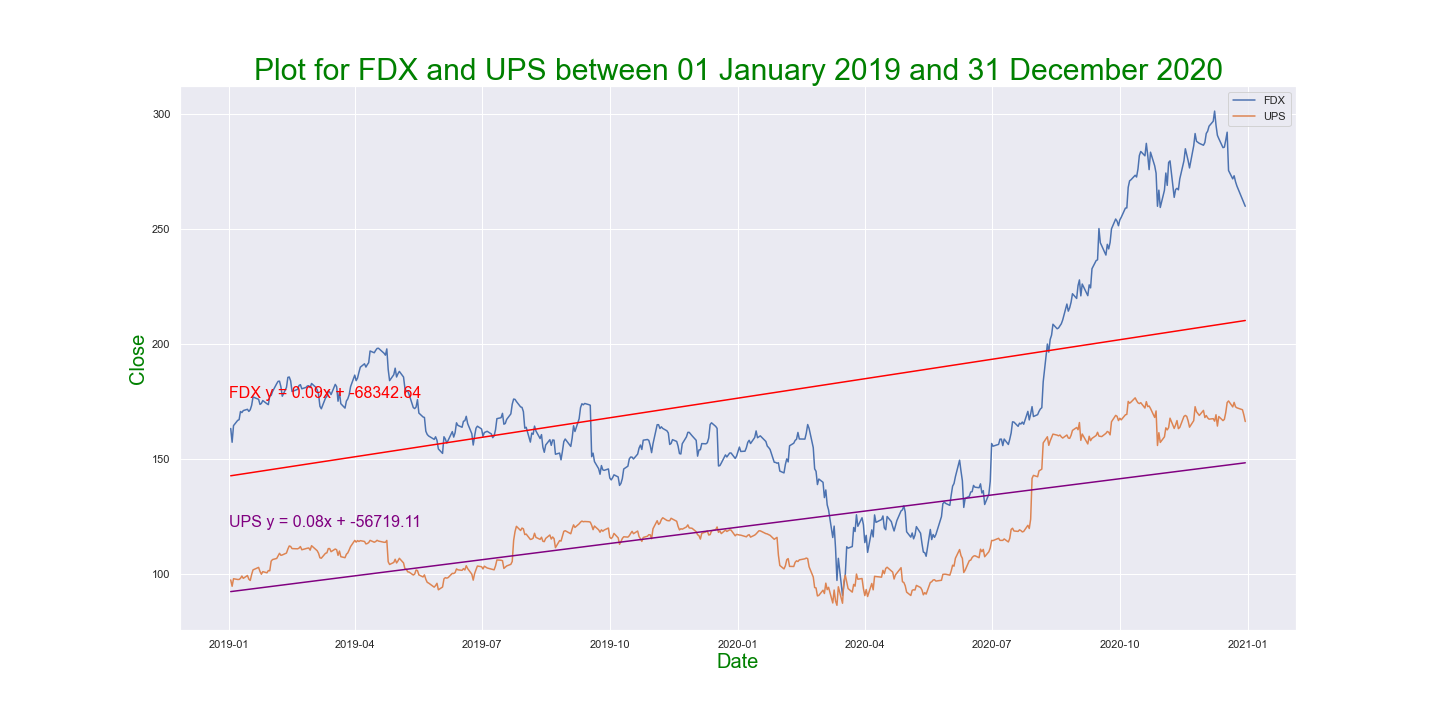 Plot for FDX and UPS between 01 January 2019 and 31 December 2020
FDX
UPS
300
250
200
150
100
Close
FDX y = 0.09x + -68342.64
UPS y = 0.08x + -56719.11
2019-01 2019-04 2019-07 2019-10 2020-01 2020-04 2020-07 2020-10 2021-01
Date